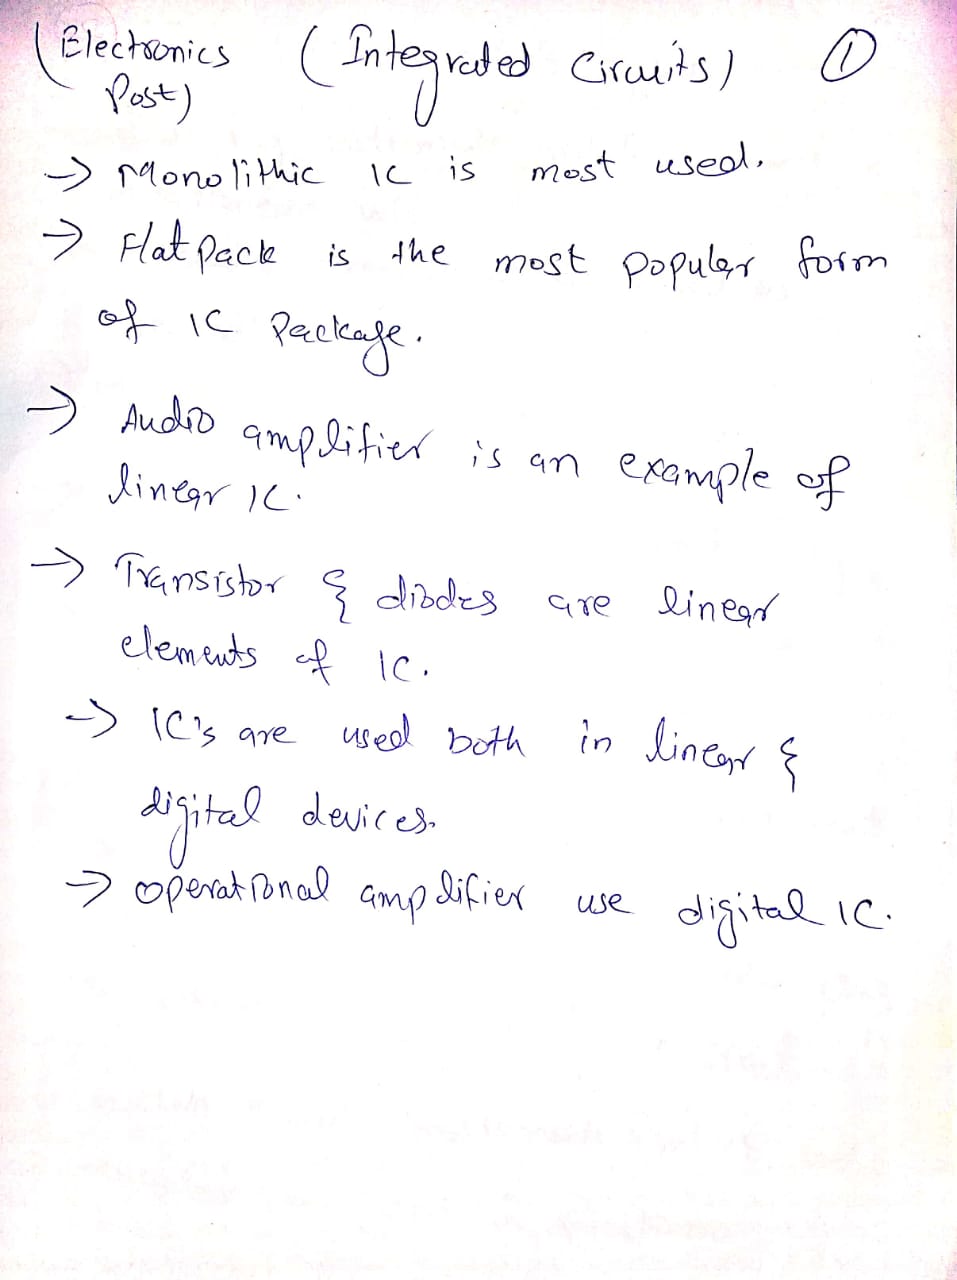 (Electronics Post) (Integrated Circuits) 1
→ Monolithic IC is most used.
→ Flat pack is the most popular form
of IC Package.
→ Audio amplifier is an example of
linear IC.
→ Transistor & diodes are linear
elements of IC.
→ IC's are used both in linear &
digital devices.
→ operational amplifier use digital IC.